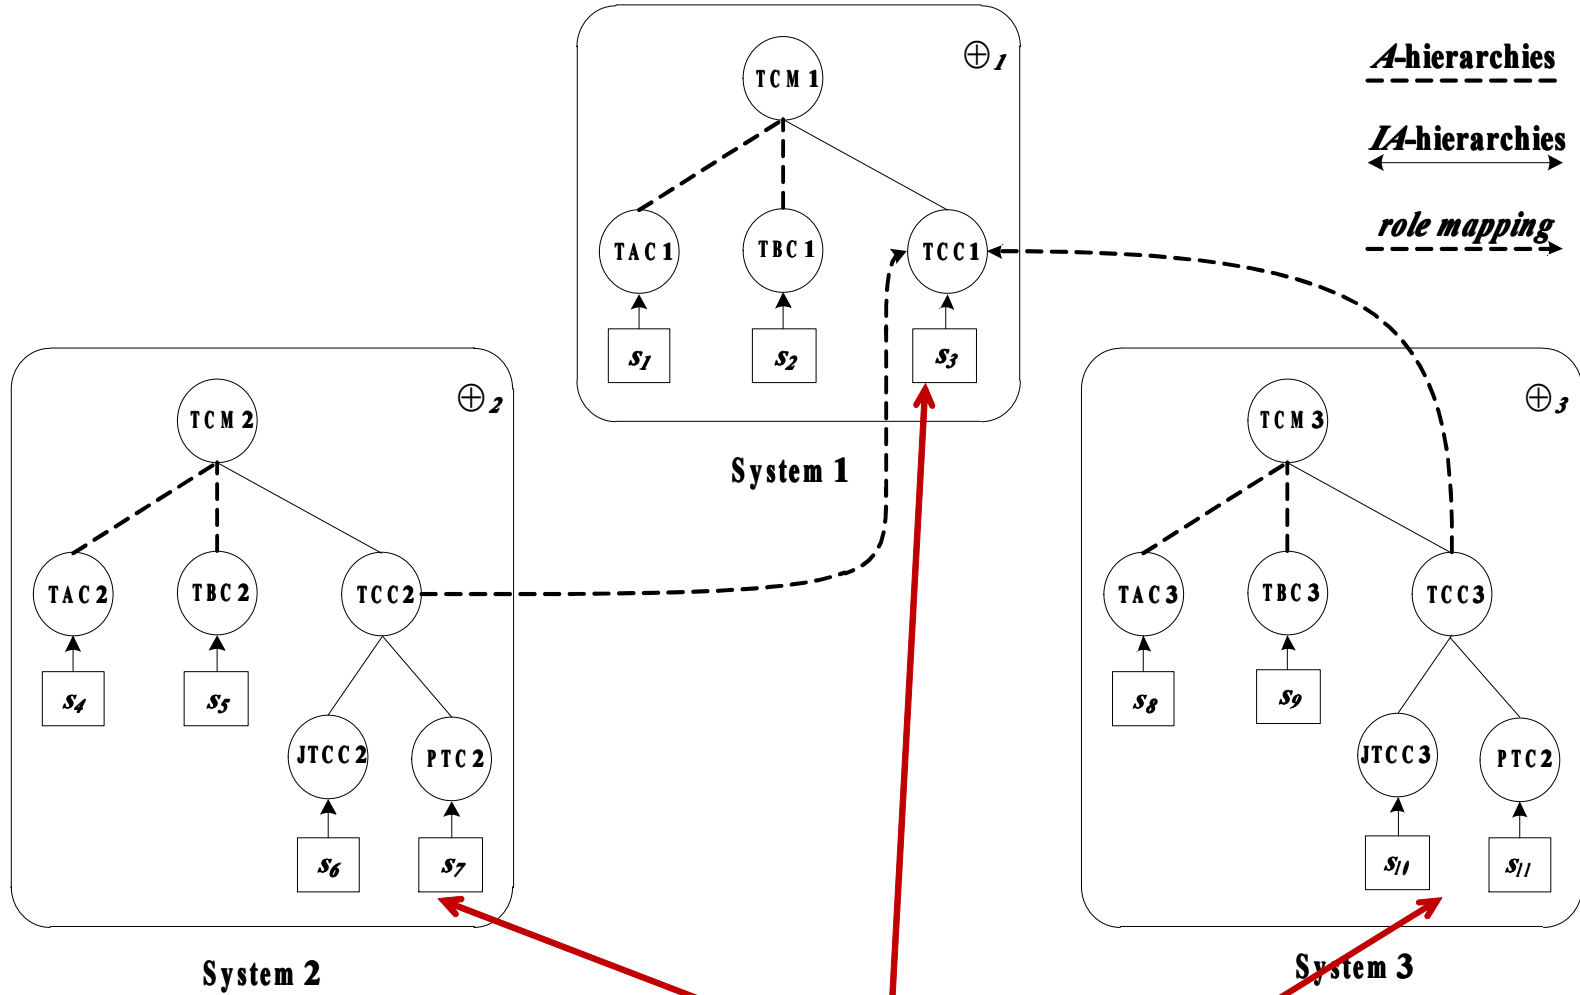 TCM 1
⊕1
TAC 1
TBC 1
TCC 1
s1
s2
s3
System 1
A-hierarchies
IA-hierarchies
role mapping
TCM 2
⊕2
TAC 2
TBC 2
TCC 2
s4
s5
JTCC 2
PTC 2
s6
s7
System 2
TCM 3
⊕3
TAC 3
TBC 3
TCC 3
s8
s9
JTCC 3
PTC 2
s10
s11
System 3